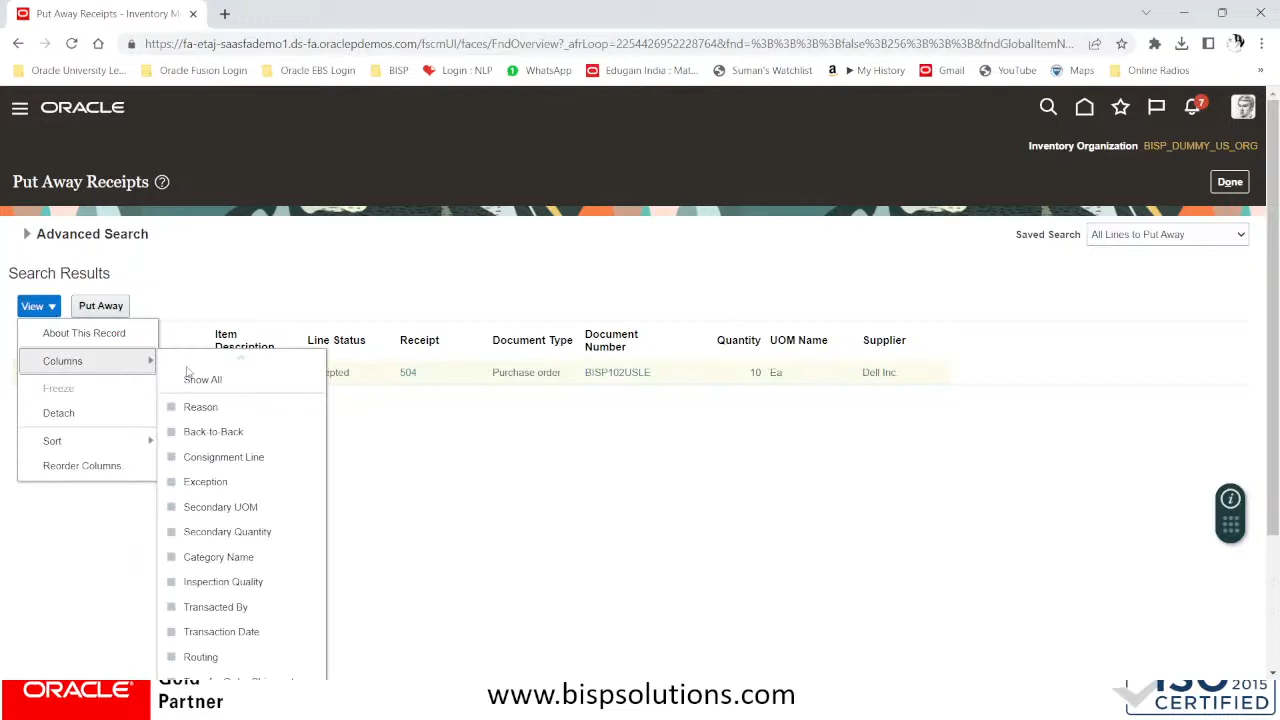 Put Away Receipts - Inventory M
https://fa-etaj-saasfademo1.ds-fa.oraclepdemos.com/fscmUI/faces/FndOverview?_afrLoop=2254426952228764&fnd=%3B%3B%3B%3Bfalse%3B256%3B%3B%3B&fndGlobalItemN...
Oracle University Le... Oracle Fusion Login Oracle EBS Login BISP Login : NLP WhatsApp Edugain India : Mat... Suman's Watchlist ▶ My History Gmail YouTube Maps Online Radios »
ORACLE
7
Inventory Organization BISP_DUMMY_US_ORG
Put Away Receipts
Done
Advanced Search
Saved Search All Lines to Put Away
Search Results
View Put Away
About This Record
Item Description Line Status Receipt Document Type Document Number Quantity UOM Name Supplier
Columns
epted 504 Purchase order BISP102USLE 10 Ea Dell Inc.
Show All
Freeze
Reason
Detach
Back-to-Back
Sort
Consignment Line
Reorder Columns.
Exception
Secondary UOM
Secondary Quantity
Category Name
Inspection Quality
Transacted By
Transaction Date
Routing
ORACLE
Gold
Partner
www.bispsolutions.com
ISO 2015
CERTIFIED